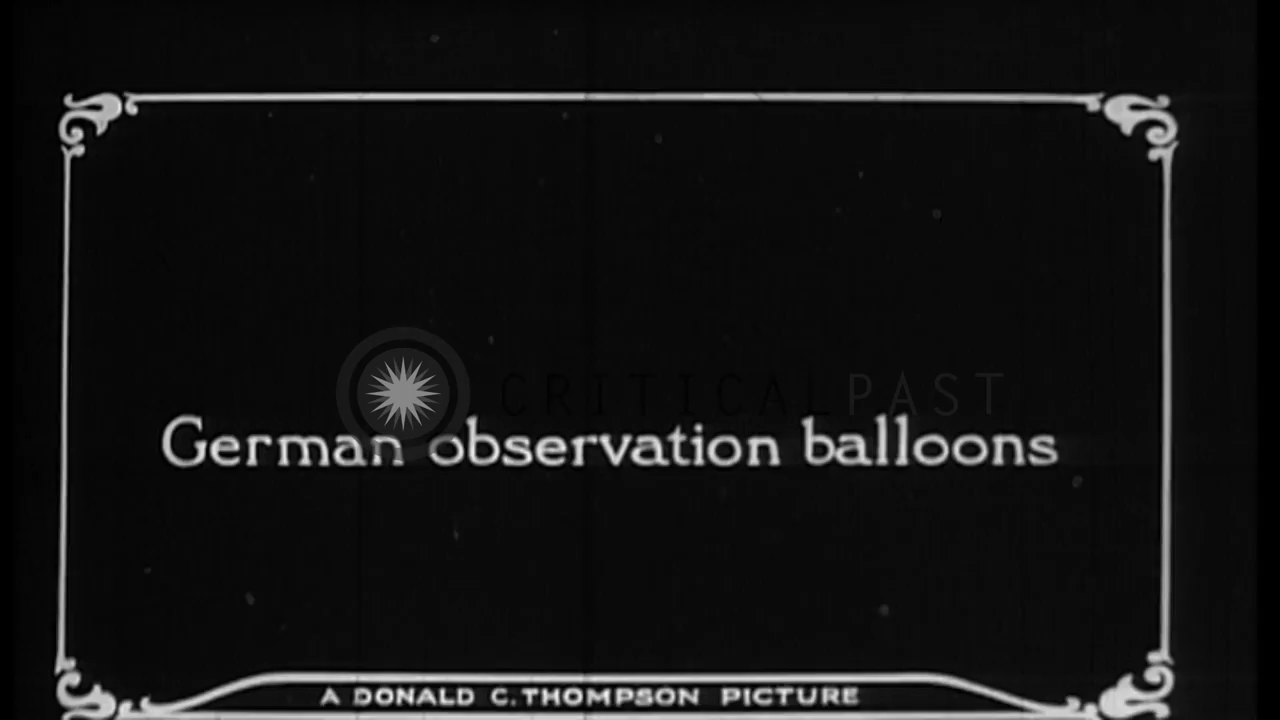 CRITICALPAST
German observation balloons
A DONALD C. THOMPSON PICTURE